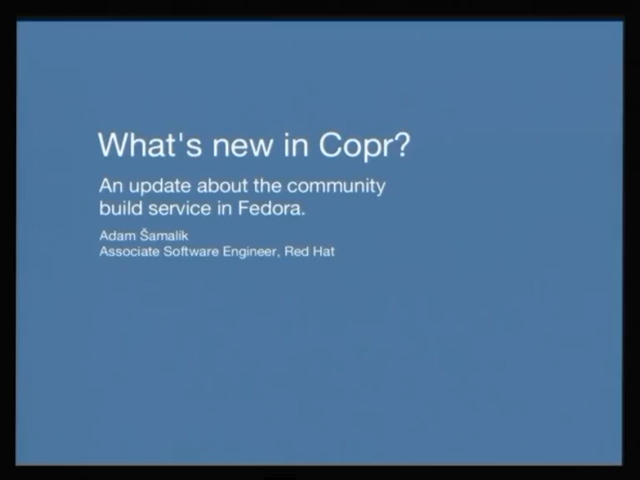 What's new in Copr?
An update about the community
build service in Fedora.
Adam Šamalík
Associate Software Engineer, Red Hat